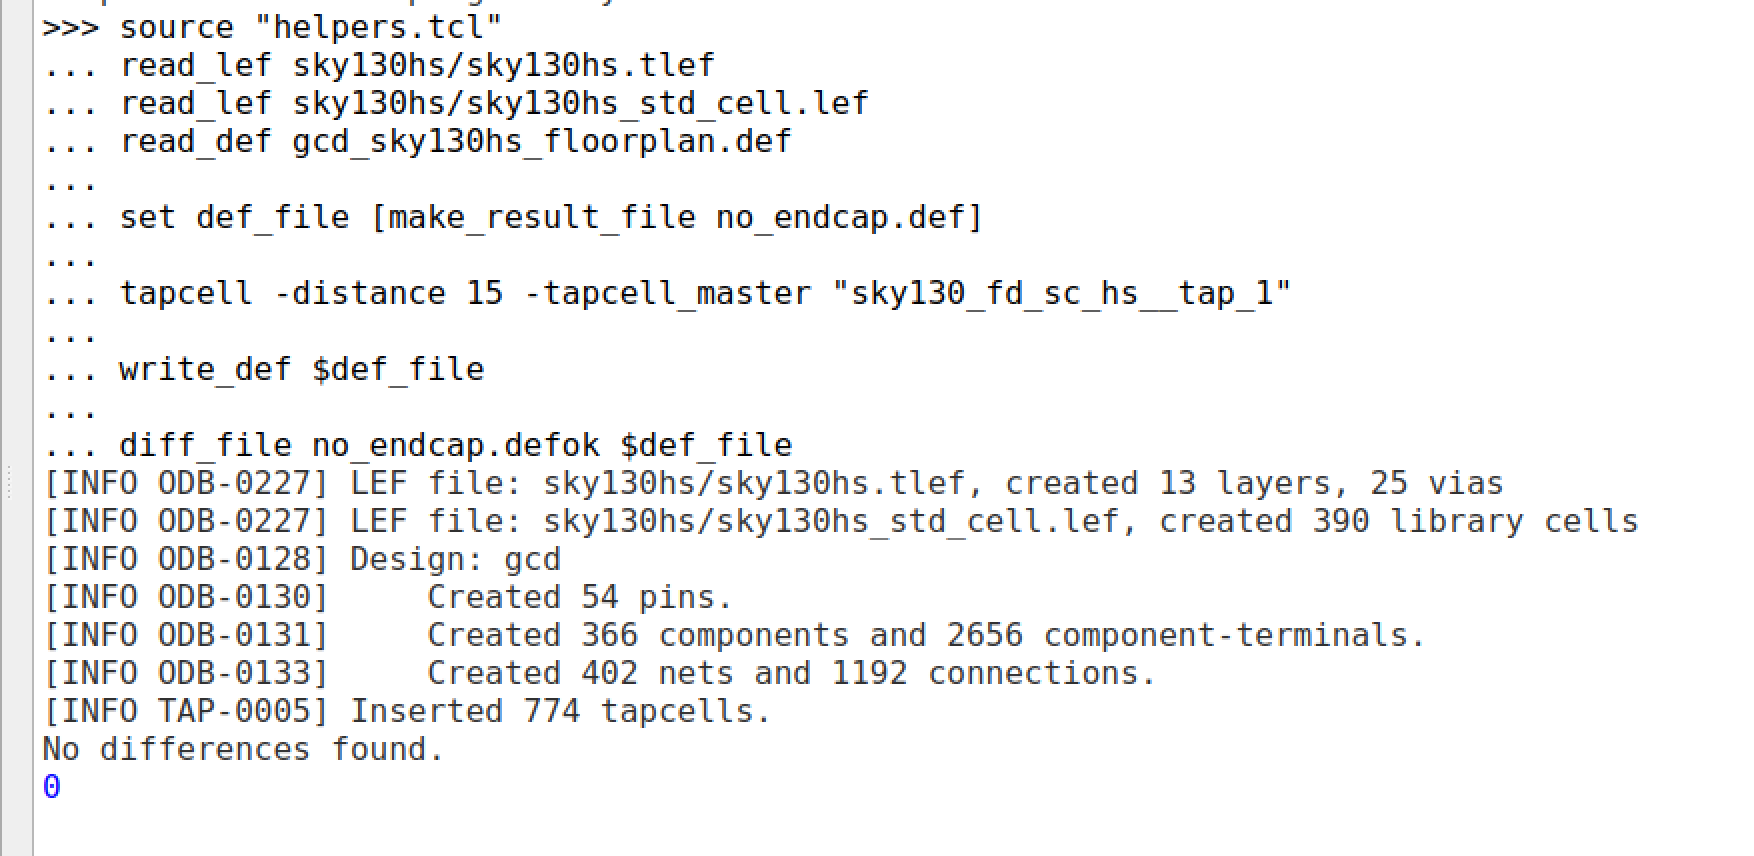 >>> source "helpers.tcl"
... read_lef sky130hs/sky130hs.tlef
... read_lef sky130hs/sky130hs_std_cell.lef
... read_def gcd_sky130hs_floorplan.def
...
... set def_file [make_result_file no_endcap.def]
...
... tapcell -distance 15 -tapcell_master "sky130_fd_sc_hs__tap_1"
...
... write_def $def_file
...
... diff_file no_endcap.defok $def_file
[INFO ODB-0227] LEF file: sky130hs/sky130hs.tlef, created 13 layers, 25 vias
[INFO ODB-0227] LEF file: sky130hs/sky130hs_std_cell.lef, created 390 library cells
[INFO ODB-0128] Design: gcd
[INFO ODB-0130]     Created 54 pins.
[INFO ODB-0131]     Created 366 components and 2656 component-terminals.
[INFO ODB-0133]     Created 402 nets and 1192 connections.
[INFO TAP-0005] Inserted 774 tapcells.
No differences found.
0